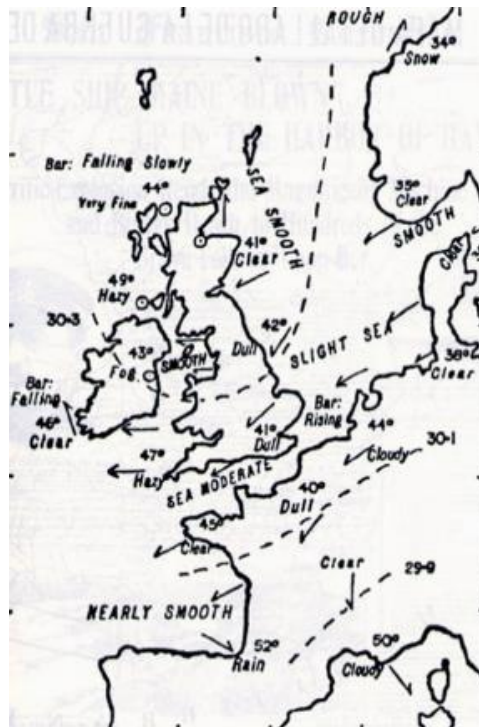 ROUGH
34°
Snow
Bar: Falling Slowly
44°
Very Fine
SEA SMOOTH
39°
Clear
SMOOTH
41°
Clear
Clear
49°
Hazy
30·3
42°
Dull
SLIGHT SEA
43°
Fog
SMOOTH
38°
Clear
Bar:
Falling
46°
Clear
Bar:
Rising
44°
Cloudy
30·1
41°
Dull
47°
Hazy
SEA MODERATE
40°
Dull
45°
Clear
Clear
29·9
NEARLY SMOOTH
52°
Rain
50°
Cloudy